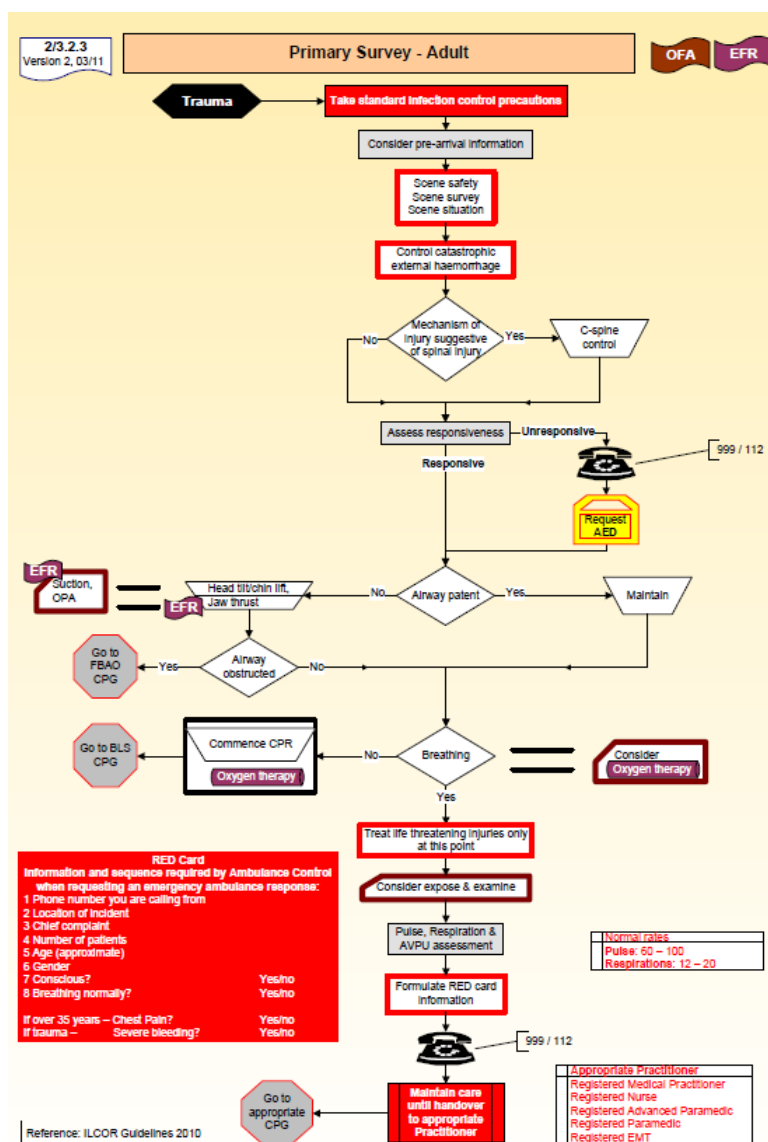 2/3.2.3
Version 2, 03/11
Primary Survey - Adult
OFA
EFR
Trauma
Take standard infection control precautions
Consider pre-arrival information
Scene safety
Scene survey
Scene situation
Control catastrophic
external haemorrhage
Mechanism of
injury suggestive
of spinal injury
No
Yes
C-spine
control
Assess responsiveness
Unresponsive
999 / 112
Responsive
Request
AED
EFR
Suction,
OPA
EFR
Head tilt/chin lift,
Jaw thrust
No
Airway patent
Yes
Maintain
Go to
FBAO
CPG
Yes
Airway
obstructed
No
Go to BLS
CPG
Commence CPR
Oxygen therapy
No
Breathing
Consider
Oxygen therapy
Yes
Treat life threatening injuries only
at this point
Consider expose & examine
Pulse, Respiration &
AVPU assessment
Formulate RED card
information
999 / 112
Maintain care
until handover
to appropriate
Practitioner
Go to
appropriate
CPG
RED Card
Information and sequence required by Ambulance Control
when requesting an emergency ambulance response:
1 Phone number you are calling from
2 Location of incident
3 Chief complaint
4 Number of patients
5 Age (approximate)
6 Gender
7 Conscious? Yes/no
8 Breathing normally? Yes/no
If over 35 years – Chest Pain? Yes/no
If trauma – Severe bleeding? Yes/no
Normal rates
Pulse: 60 – 100
Respirations: 12 – 20
Appropriate Practitioner
Registered Medical Practitioner
Registered Nurse
Registered Advanced Paramedic
Registered Paramedic
Registered EMT
Reference: ILCOR Guidelines 2010